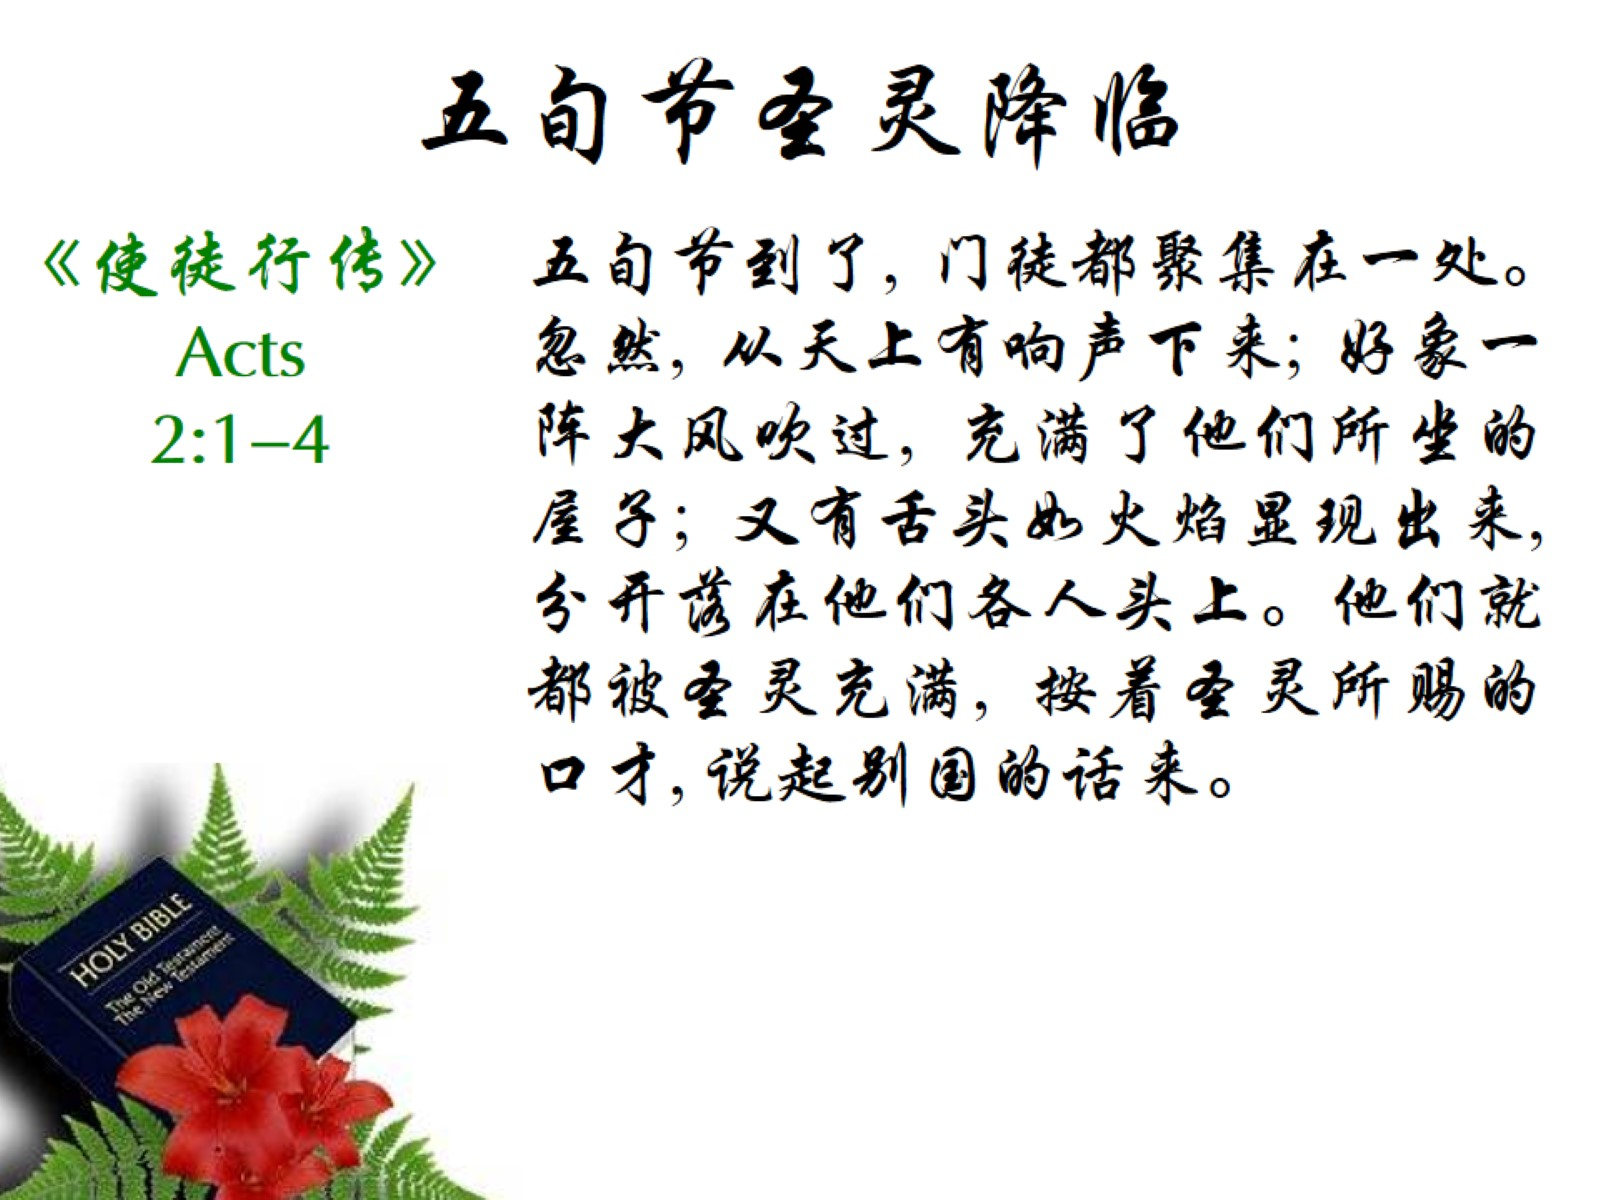 五旬节圣灵降临
《使徒行传》
Acts
2:1–4
五旬节到了, 门徒都聚集在一处。
忽然, 从天上有响声下来; 好象一
阵大风吹过, 充满了他们所坐的
屋子; 又有舌头如火焰显现出来,
分开落在他们各人头上。他们就
都被圣灵充满, 按着圣灵所赐的
口才, 说起别国的话来。
HOLY BIBLE
The Old Testament
The New Testament